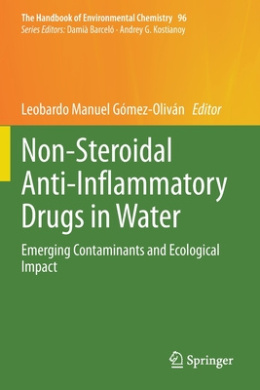 The Handbook of Environmental Chemistry 96
Series Editors: Damià Barceló · Andrey G. Kostianoy
Leobardo Manuel Gómez-Oliván Editor
Non-Steroidal
Anti-Inflammatory
Drugs in Water
Emerging Contaminants and Ecological
Impact
Springer